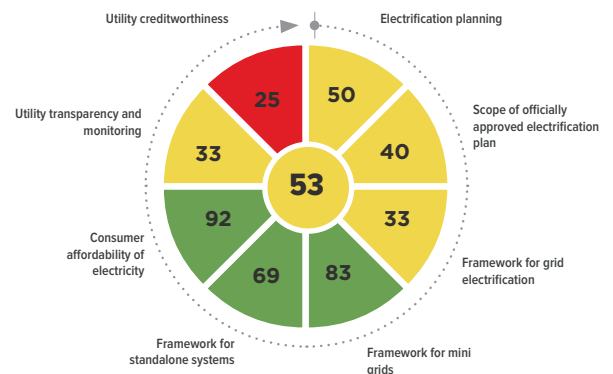 Utility creditworthiness
Electrification planning
25
50
Utility transparency and
monitoring
Scope of officially
approved electrification
plan
33
40
53
92
33
Consumer
affordability of
electricity
Framework for grid
electrification
69
83
Framework for
standalone systems
Framework for mini
grids